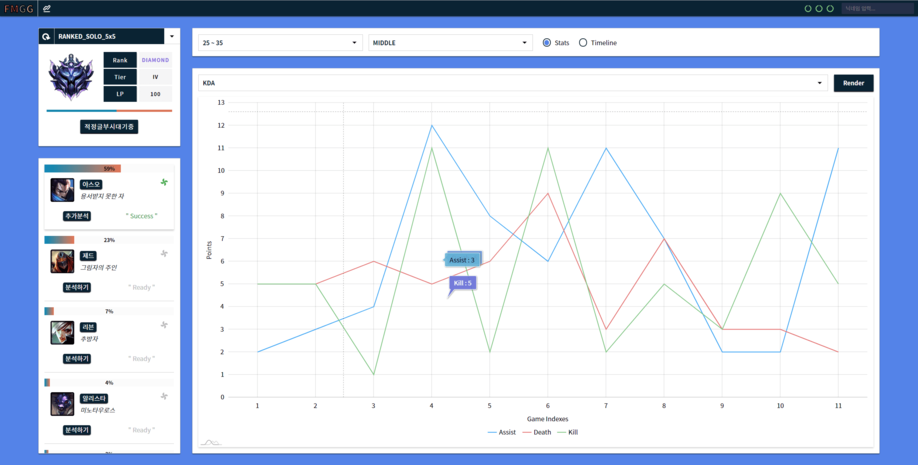 FMGG
RANKED_SOLO_5x5
Rank DIAMOND
Tier IV
LP 100
적정글부시대기중
59%
야스오
용서받지 못한 자
추가분석 " Success "
23%
제드
그림자의 주인
분석하기 " Ready "
7%
리븐
추방자
분석하기 " Ready "
4%
알리스타
미노타우로스
분석하기 " Ready "
25 ~ 35
MIDDLE
Stats Timeline
KDA
Render
13
12
11
10
9
8
7
6
5
4
3
2
1
0
Points
Assist : 3
Kill : 5
1 2 3 4 5 6 7 8 9 10 11
Game Indexes
Assist Death Kill